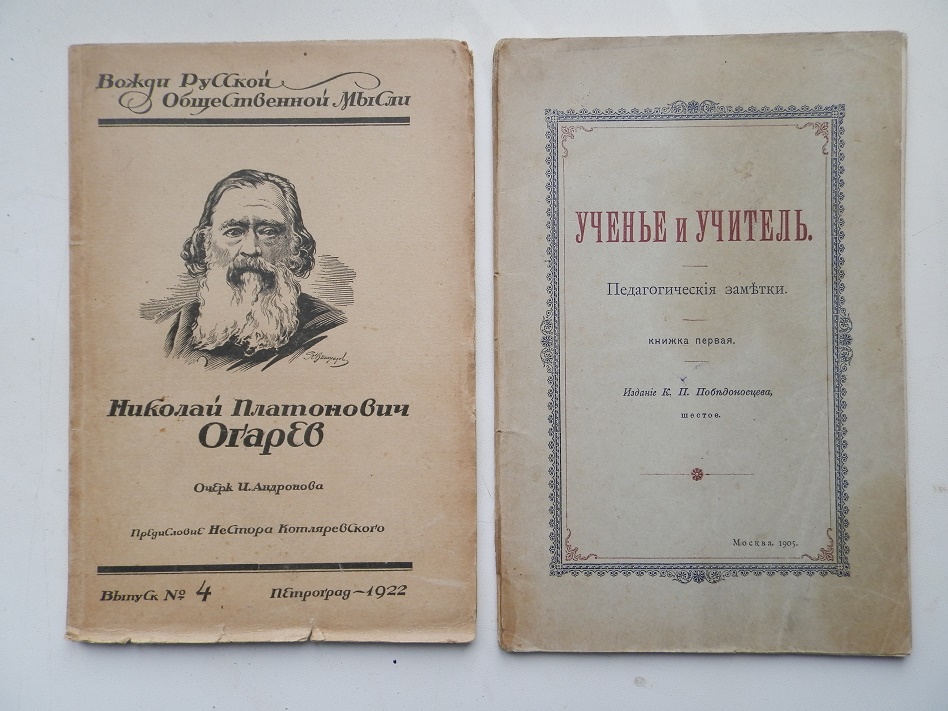 Вожди Русской
Общественной Мысли
Николай Платонович
Огарев
Очерк И. Андронова
Предисловие Нестора Котляревского
Выпуск № 4 Петроград – 1922
УЧЕНЬЕ и УЧИТЕЛЬ.
Педагогическія замѣтки.
книжка первая.
Изданіе К. П. Побѣдоносцева,
шестое.
Москва. 1905.